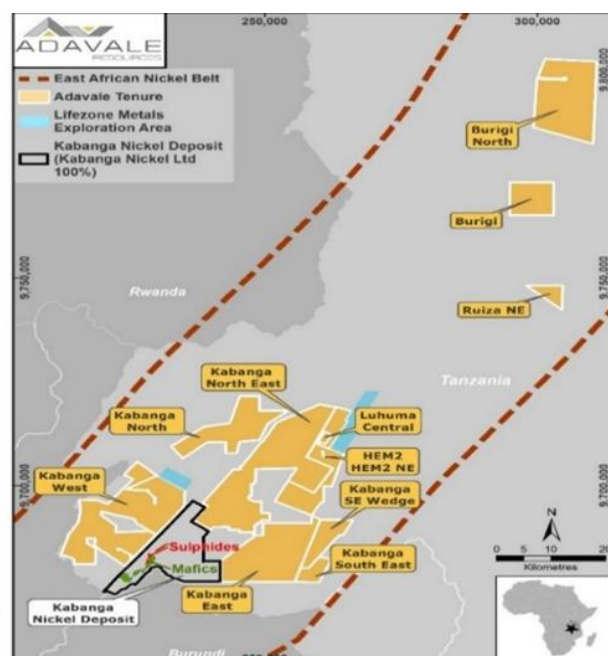 250,000
300,000
ADAVALE
RESOURCES
East African Nickel Belt
Adavale Tenure
Lifezone Metals
Exploration Area
Kabanga Nickel Deposit
(Kabanga Nickel Ltd
100%)
9,800,000
Burigi
North
Burigi
9,750,000
9,750,000
Ruiza NE
Rwanda
Tanzania
Kabanga
North East
Kabanga
North
Luhuma
Central
HEM2
HEM2 NE
Kabanga
West
Kabanga
SE Wedge
9,700,000
9,700,000
Sulphides
Mafics
Kabanga
South East
Kabanga
East
Kabanga
Nickel Deposit
N
0 10 20
Kilometres
Burundi